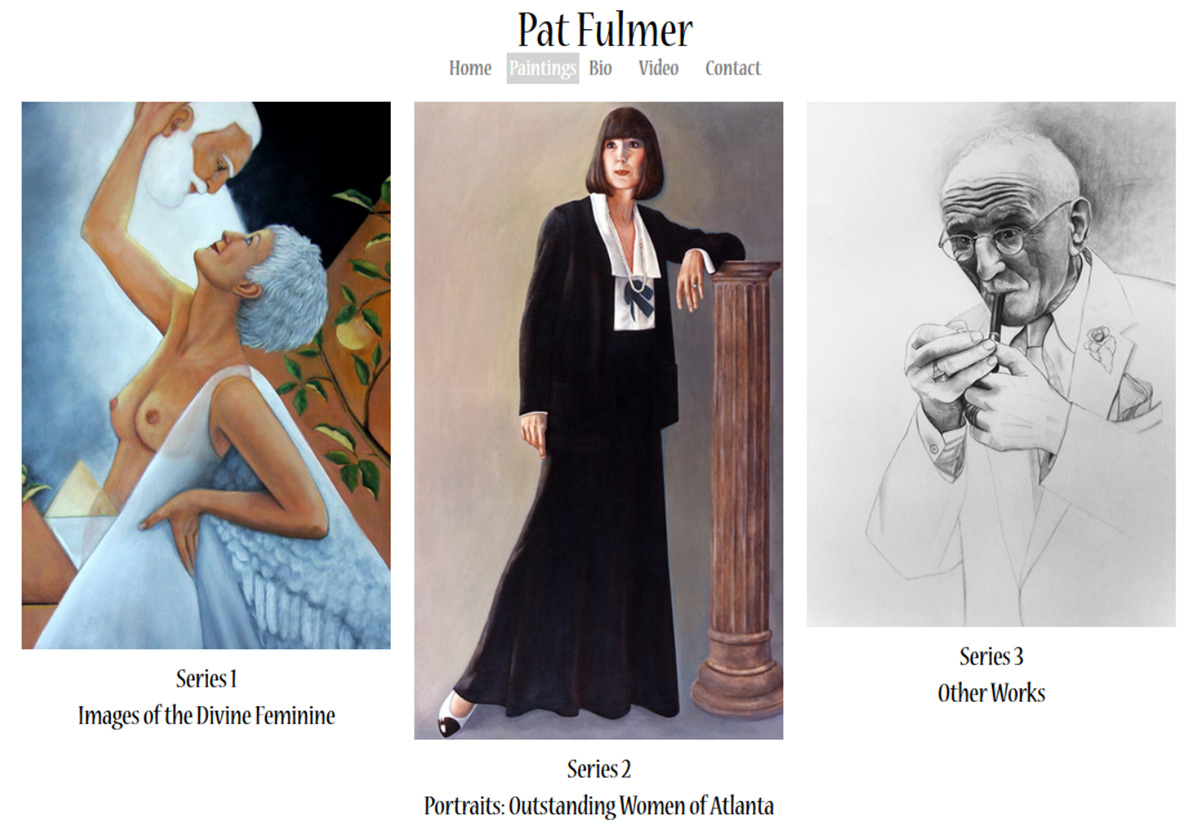 Pat Fulmer
Home Paintings Bio Video Contact
Series 1
Images of the Divine Feminine
Series 2
Portraits: Outstanding Women of Atlanta
Series 3
Other Works